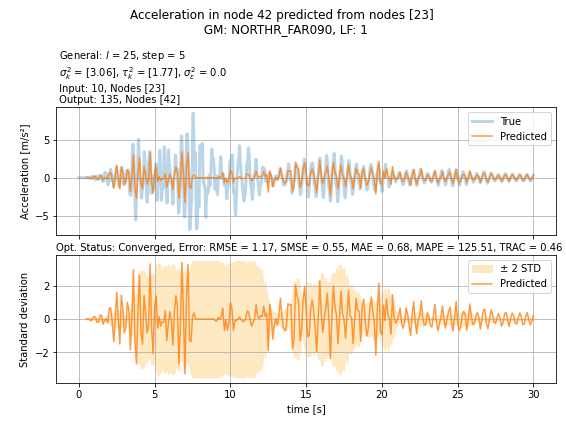 Acceleration in node 42 predicted from nodes [23]
GM: NORTHR_FAR090, LF: 1
General: l = 25, step = 5
σ²ₖ = [3.06], τ²ₖ = [1.77], σ²ε = 0.0
Input: 10, Nodes [23]
Output: 135, Nodes [42]
Acceleration [m/s²]
5
0
−5
True
Predicted
Opt. Status: Converged, Error: RMSE = 1.17, SMSE = 0.55, MAE = 0.68, MAPE = 125.51, TRAC = 0.46
Standard deviation
2
0
−2
± 2 STD
Predicted
0 5 10 15 20 25 30
time [s]